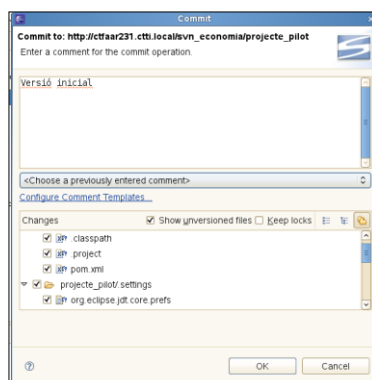 Commit
Commit to: http://ctfaar231.ctti.local/svn_economia/projecte_pilot
Enter a comment for the commit operation.
Versió inicial
<Choose a previously entered comment>
Configure Comment Templates...
Changes
Show unversioned files
Keep locks
.classpath
.project
pom.xml
projecte_pilot/.settings
org.eclipse.jdt.core.prefs
OK
Cancel